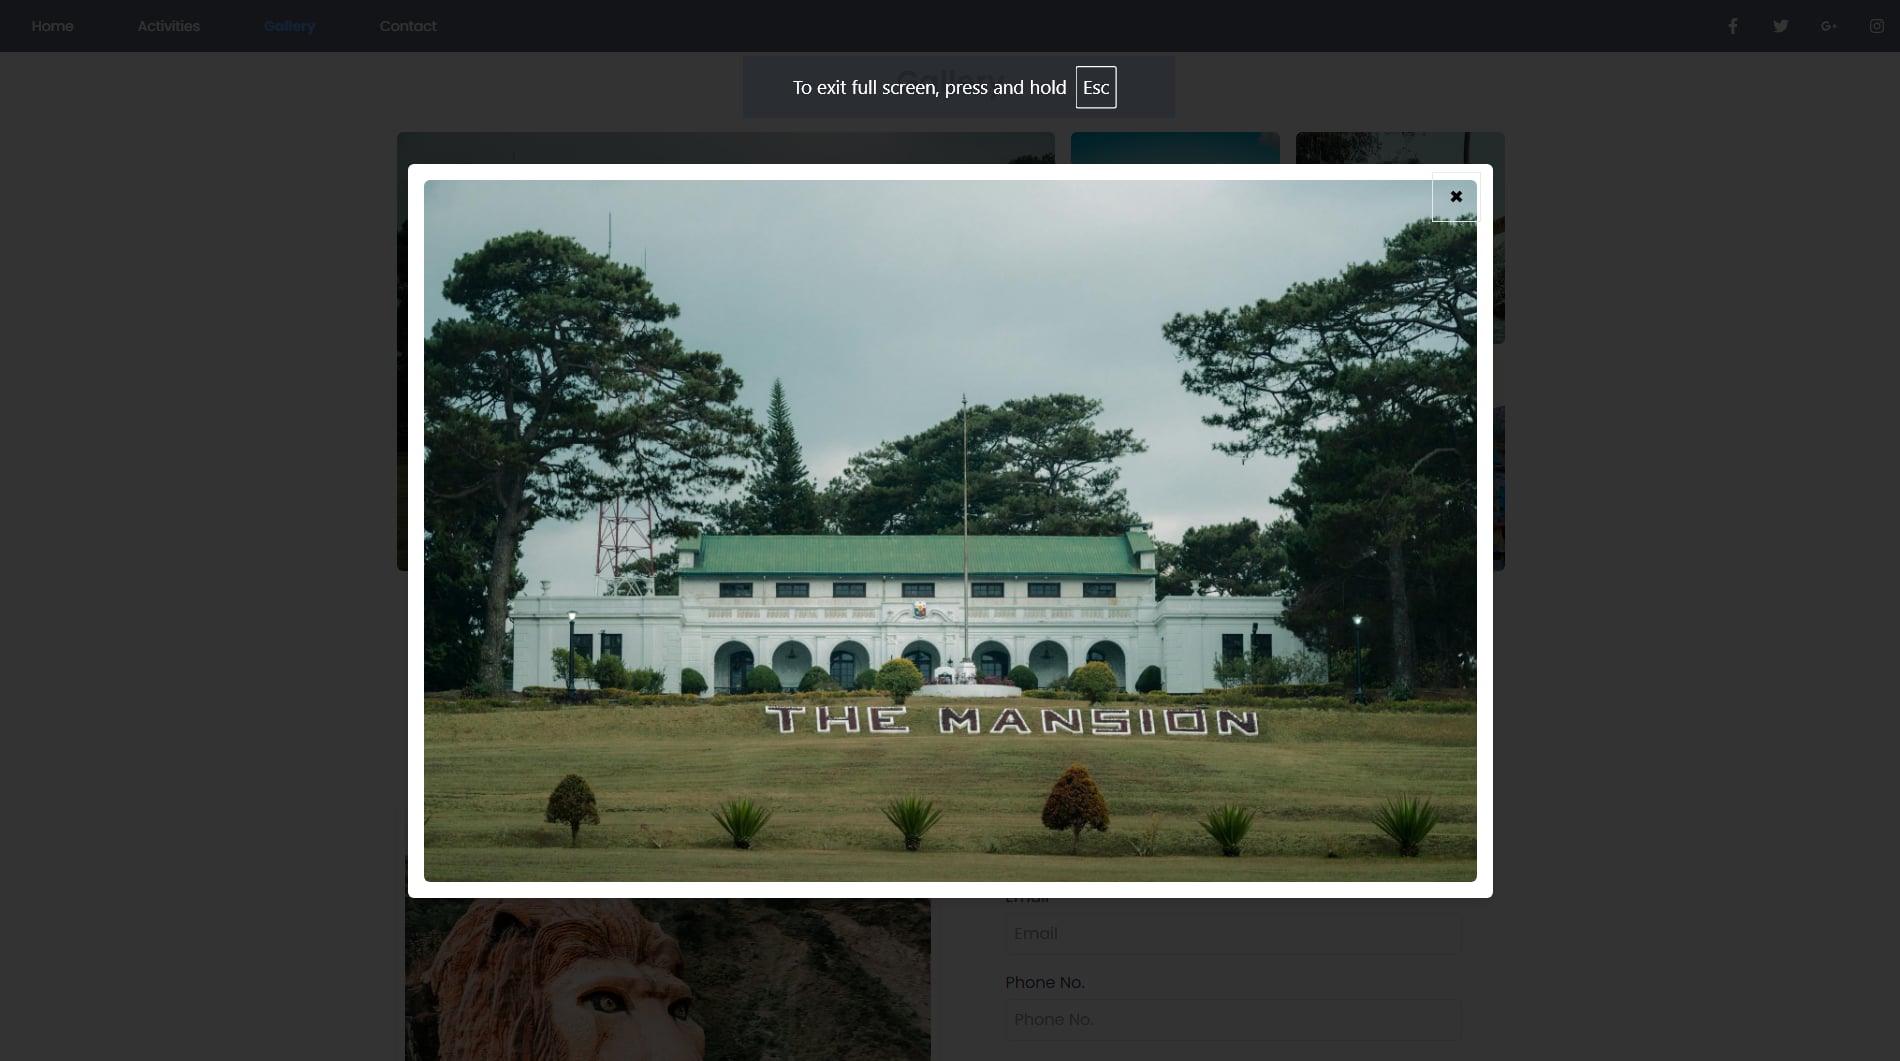 Home Activities Gallery Contact
Gallery
To exit full screen, press and hold Esc
THE MANSION
Email
Email
Phone No.
Phone No.